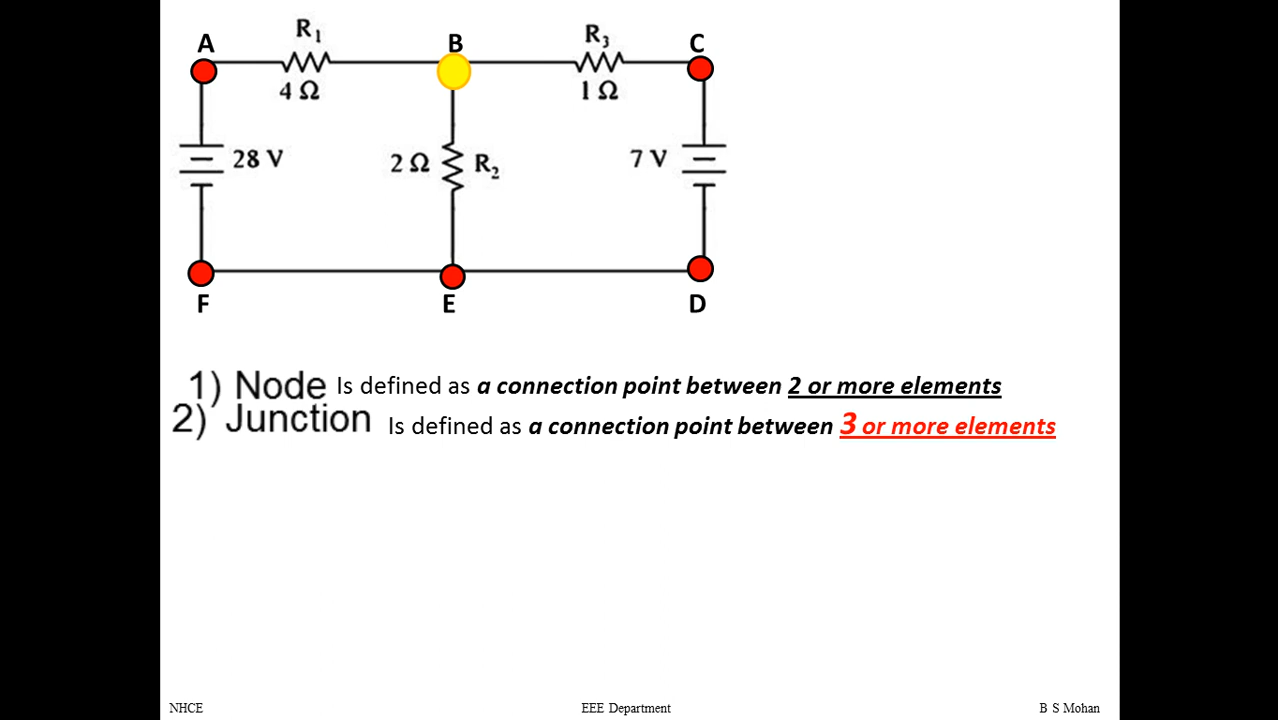 A R₁ B R₃ C
4 Ω 1 Ω
28 V 2 Ω R₂ 7 V
F E D
1) Node Is defined as a connection point between 2 or more elements
2) Junction Is defined as a connection point between 3 or more elements
NHCE EEE Department B S Mohan